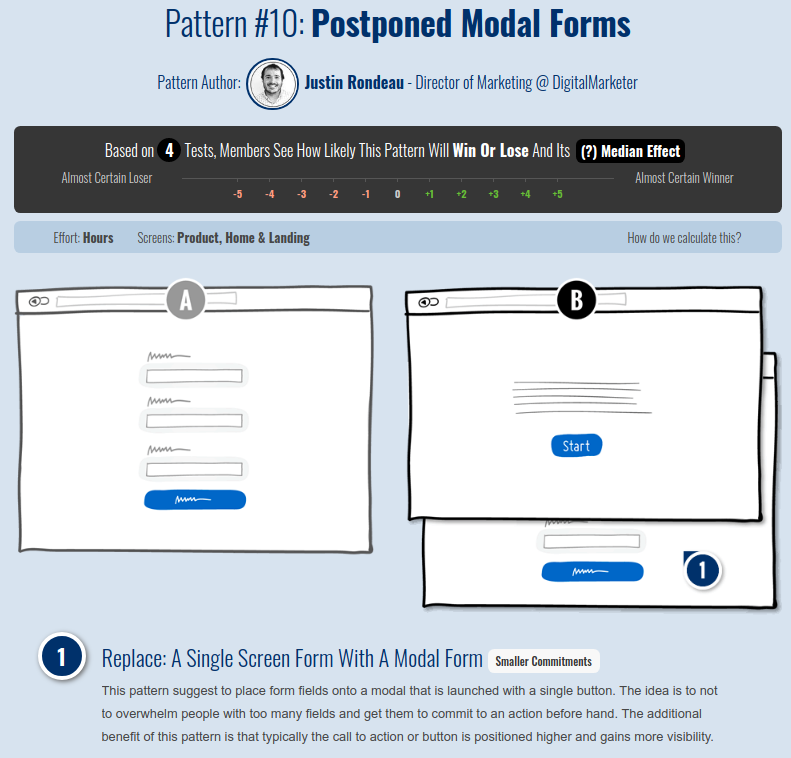 Pattern #10: Postponed Modal Forms
Pattern Author: Justin Rondeau - Director of Marketing @ DigitalMarketer
Based on 4 Tests, Members See How Likely This Pattern Will Win Or Lose And Its (?) Median Effect
Almost Certain Loser
Almost Certain Winner
-5 -4 -3 -2 -1 0 +1 +2 +3 +4 +5
Effort: Hours Screens: Product, Home & Landing How do we calculate this?
A
B
Start
1
1 Replace: A Single Screen Form With A Modal Form Smaller Commitments
This pattern suggest to place form fields onto a modal that is launched with a single button. The idea is to not
to overwhelm people with too many fields and get them to commit to an action before hand. The additional
benefit of this pattern is that typically the call to action or button is positioned higher and gains more visibility.